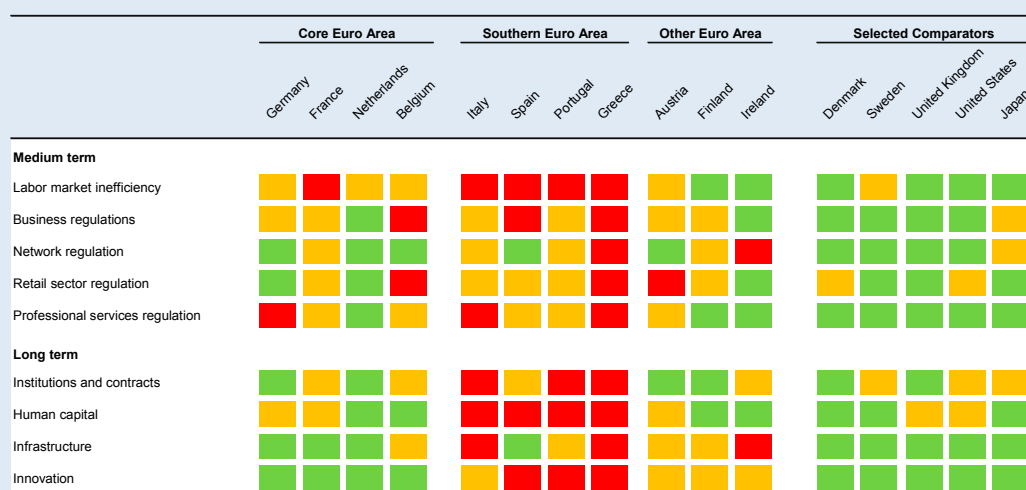 Core Euro Area Southern Euro Area Other Euro Area Selected Comparators
Germany France Netherlands Belgium Italy Spain Portugal Greece Austria Finland Ireland Denmark Sweden United Kingdom United States Japan
Medium term
Labor market inefficiency
Business regulations
Network regulation
Retail sector regulation
Professional services regulation
Long term
Institutions and contracts
Human capital
Infrastructure
Innovation